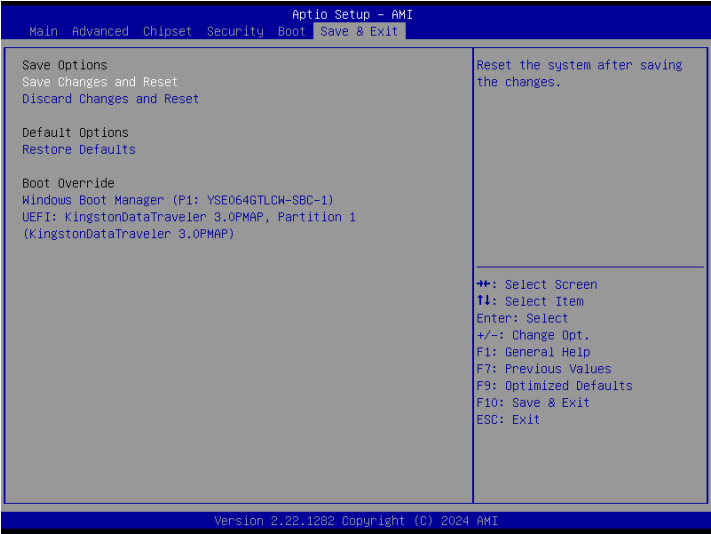 Aptio Setup – AMI
Main Advanced Chipset Security Boot Save & Exit
Save Options
Save Changes and Reset
Discard Changes and Reset
Default Options
Restore Defaults
Boot Override
Windows Boot Manager (P1: YSE064GTLCW-SBC-1)
UEFI: KingstonDataTraveler 3.0PMAP, Partition 1
(KingstonDataTraveler 3.0PMAP)
Reset the system after saving
the changes.
→←: Select Screen
↑↓: Select Item
Enter: Select
+/-: Change Opt.
F1: General Help
F7: Previous Values
F9: Optimized Defaults
F10: Save & Exit
ESC: Exit
Version 2.22.1282 Copyright (C) 2024 AMI